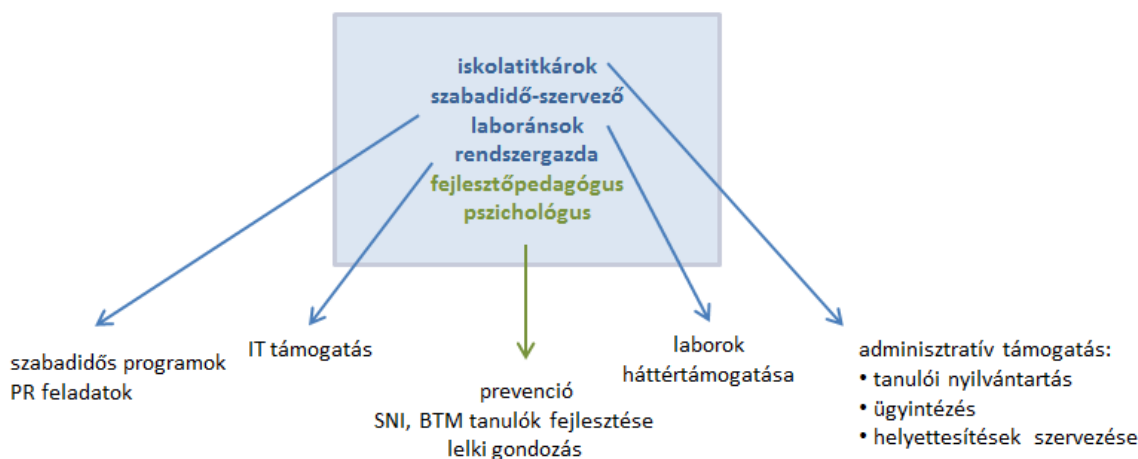 iskolatitkárok
szabadidő-szervező
laboránsok
rendszergazda
fejlesztőpedagógus
pszichológus
szabadidős programok
PR feladatok
IT támogatás
prevenció
SNI, BTM tanulók fejlesztése
lelki gondozás
laborok
háttértámogatása
adminisztratív támogatás:
• tanulói nyilvántartás
• ügyintézés
• helyettesítések szervezése